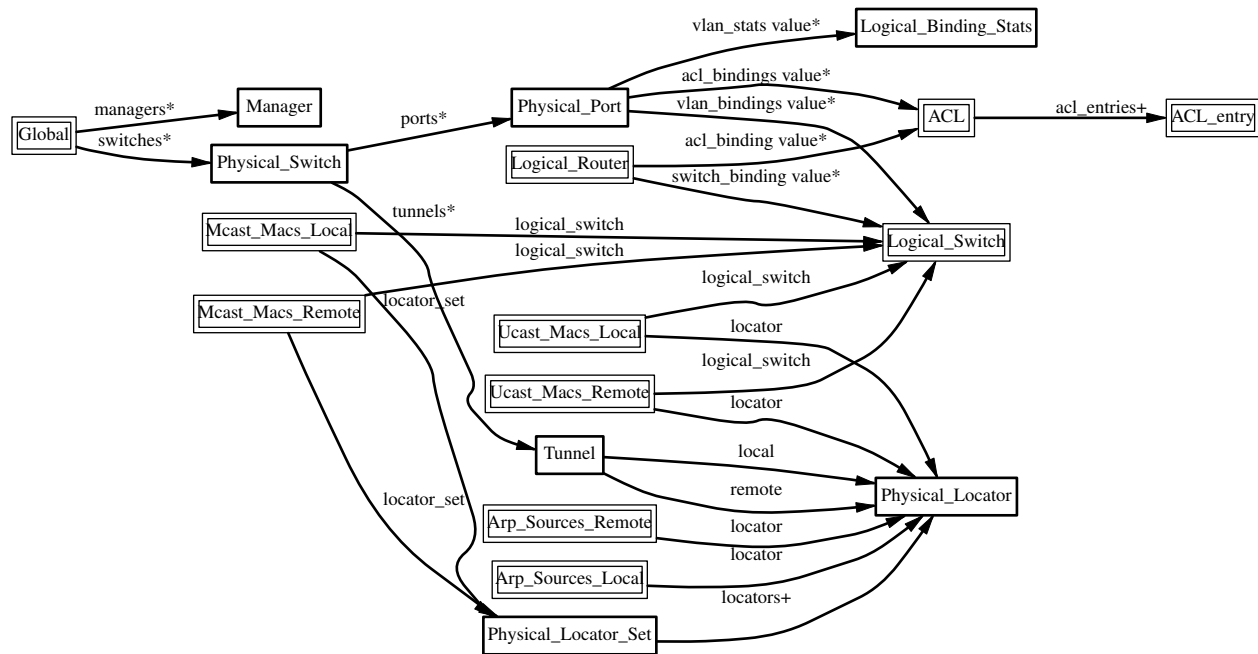 vlan_stats value*
Logical_Binding_Stats
acl_bindings value*
managers*
Manager
Physical_Port
vlan_bindings value*
ACL
acl_entries+
ACL_entry
Global
switches*
ports*
acl_binding value*
Physical_Switch
Logical_Router
switch_binding value*
tunnels*
Mcast_Macs_Local
logical_switch
Logical_Switch
logical_switch
logical_switch
Mcast_Macs_Remote
locator_set
Ucast_Macs_Local
locator
logical_switch
Ucast_Macs_Remote
locator
Tunnel
local
remote
Physical_Locator
locator_set
Arp_Sources_Remote
locator
locator
Arp_Sources_Local
locators+
Physical_Locator_Set